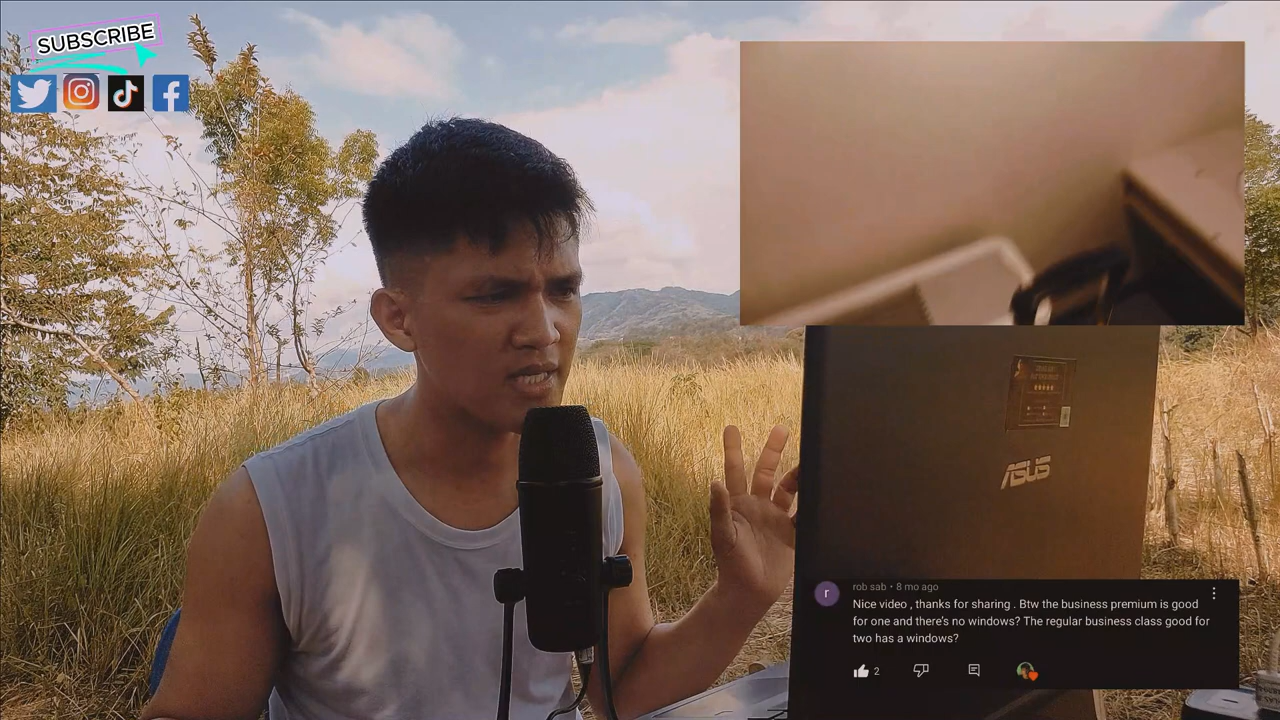 SUBSCRIBE
ASUS
rob sab • 8 mo ago
Nice video , thanks for sharing . Btw the business premium is good
for one and there's no windows? The regular business class good for
two has a windows?
2